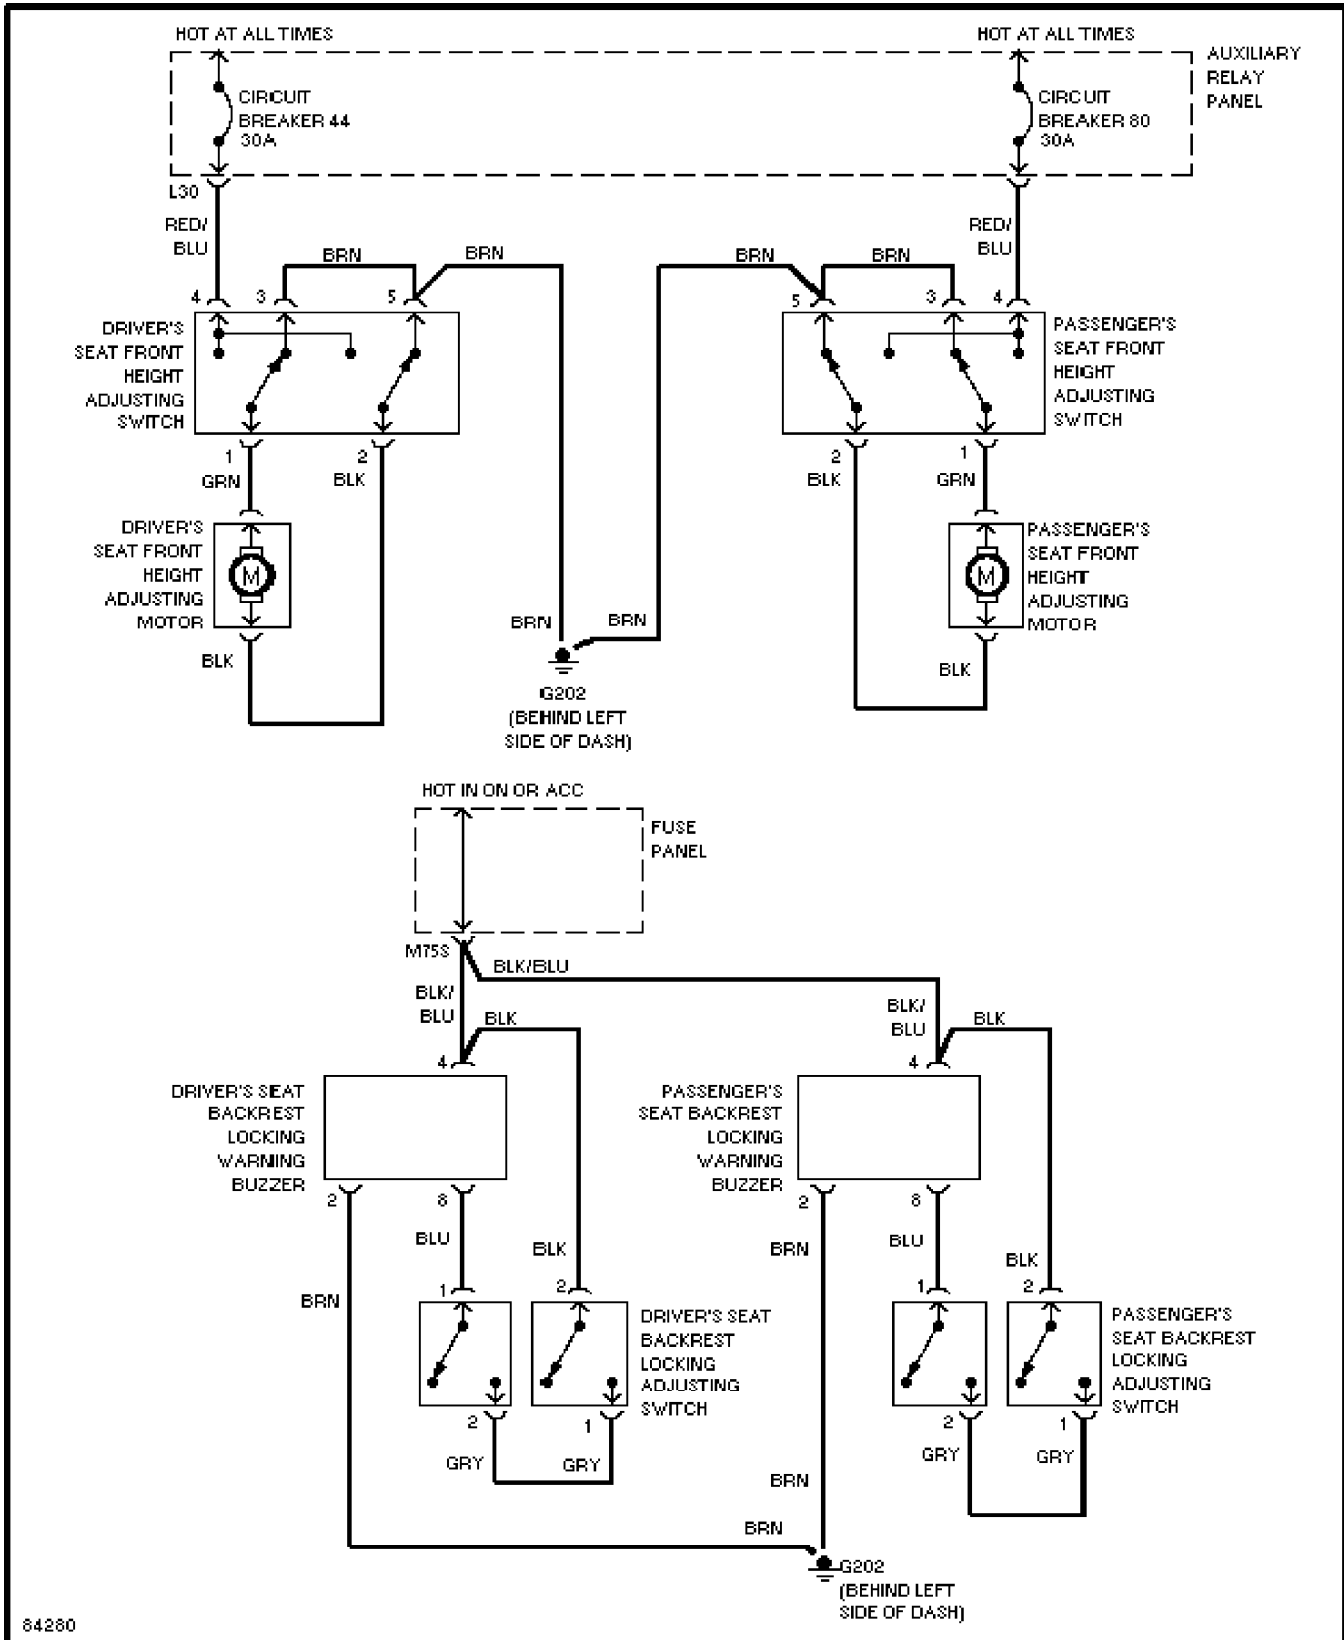 HOT AT ALL TIMES
HOT AT ALL TIMES
AUXILIARY
RELAY
PANEL
CIRCUIT
BREAKER 44
30A
CIRCUIT
BREAKER 80
30A
L30
RED/
BLU
RED/
BLU
BRN
BRN
BRN
BRN
4
3
5
5
3
4
DRIVER'S
SEAT FRONT
HEIGHT
ADJUSTING
SWITCH
PASSENGER'S
SEAT FRONT
HEIGHT
ADJUSTING
SWITCH
1
2
2
1
GRN
BLK
BLK
GRN
DRIVER'S
SEAT FRONT
HEIGHT
ADJUSTING
MOTOR
M
M
PASSENGER'S
SEAT FRONT
HEIGHT
ADJUSTING
MOTOR
BRN
BRN
BLK
BLK
G202
(BEHIND LEFT
SIDE OF DASH)
HOT IN ON OR ACC
FUSE
PANEL
M75S
BLK/BLU
BLK/
BLU
BLK
BLK/
BLU
BLK
4
4
DRIVER'S SEAT
BACKREST
LOCKING
WARNING
BUZZER
PASSENGER'S
SEAT BACKREST
LOCKING
WARNING
BUZZER
2
8
2
8
BLU
BLK
BRN
BLU
BLK
BRN
1
2
1
2
DRIVER'S SEAT
BACKREST
LOCKING
ADJUSTING
SWITCH
PASSENGER'S
SEAT BACKREST
LOCKING
ADJUSTING
SWITCH
2
1
2
1
GRY
GRY
GRY
GRY
BRN
BRN
G202
(BEHIND LEFT
SIDE OF DASH)
84280